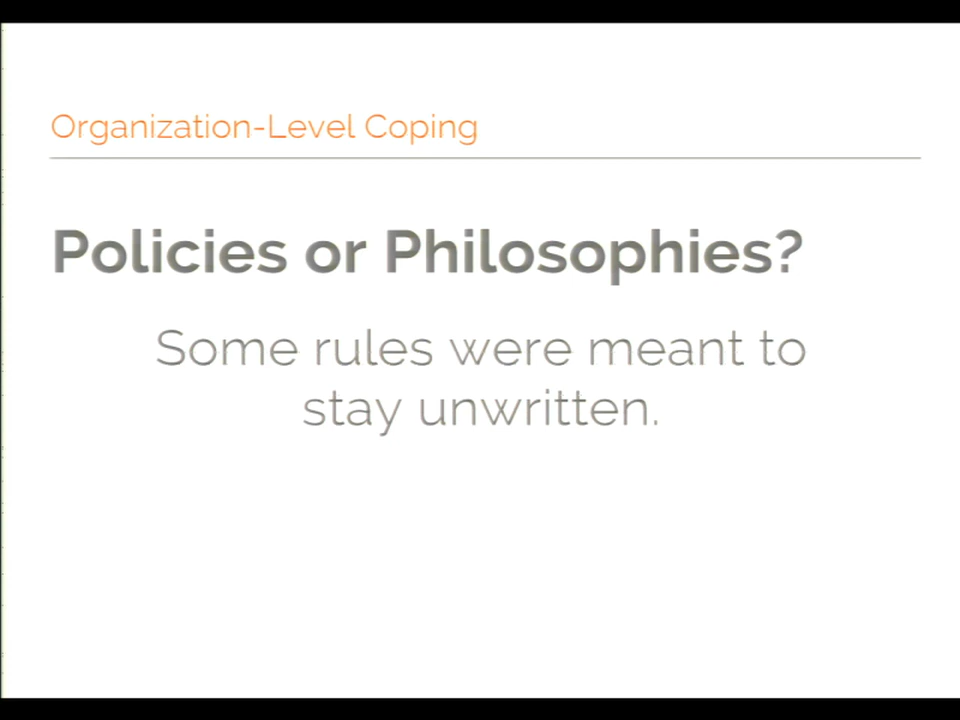 Organization-Level Coping
Policies or Philosophies?
Some rules were meant to
stay unwritten.